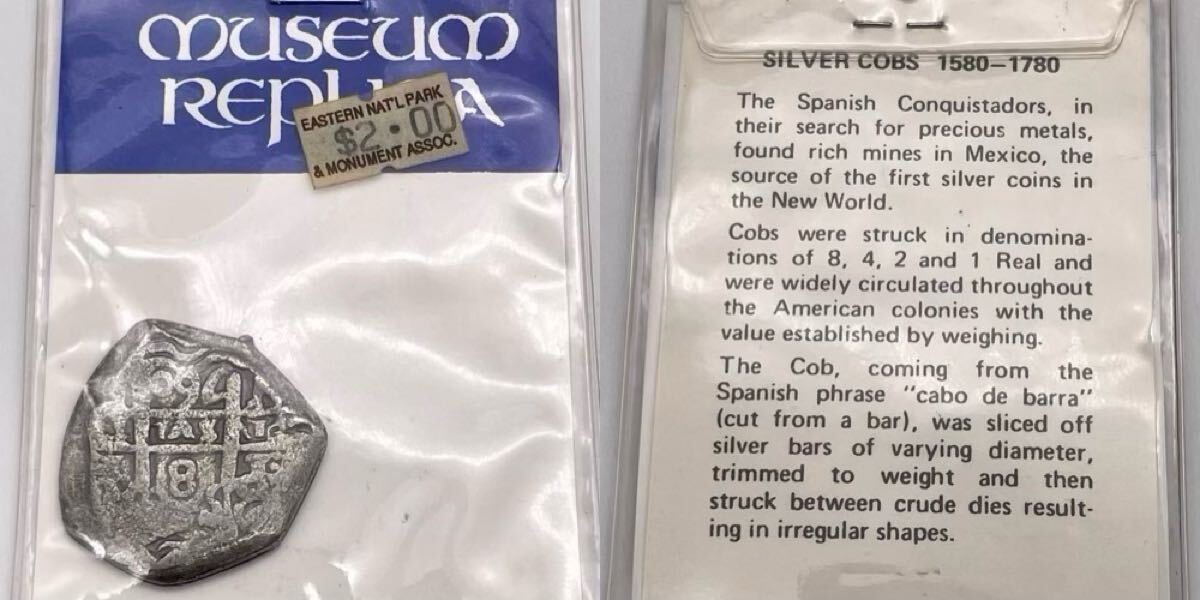 MUSEUM
REPLICA
EASTERN NAT'L PARK
$2.00
& MONUMENT ASSOC.
8
SILVER COBS 1580-1780
The Spanish Conquistadors, in
their search for precious metals,
found rich mines in Mexico, the
source of the first silver coins in
the New World.
Cobs were struck in denomina-
tions of 8, 4, 2 and 1 Real and
were widely circulated throughout
the American colonies with the
value established by weighing.
The Cob, coming from the
Spanish phrase "cabo de barra"
(cut from a bar), was sliced off
silver bars of varying diameter,
trimmed to weight and then
struck between crude dies result-
ing in irregular shapes.